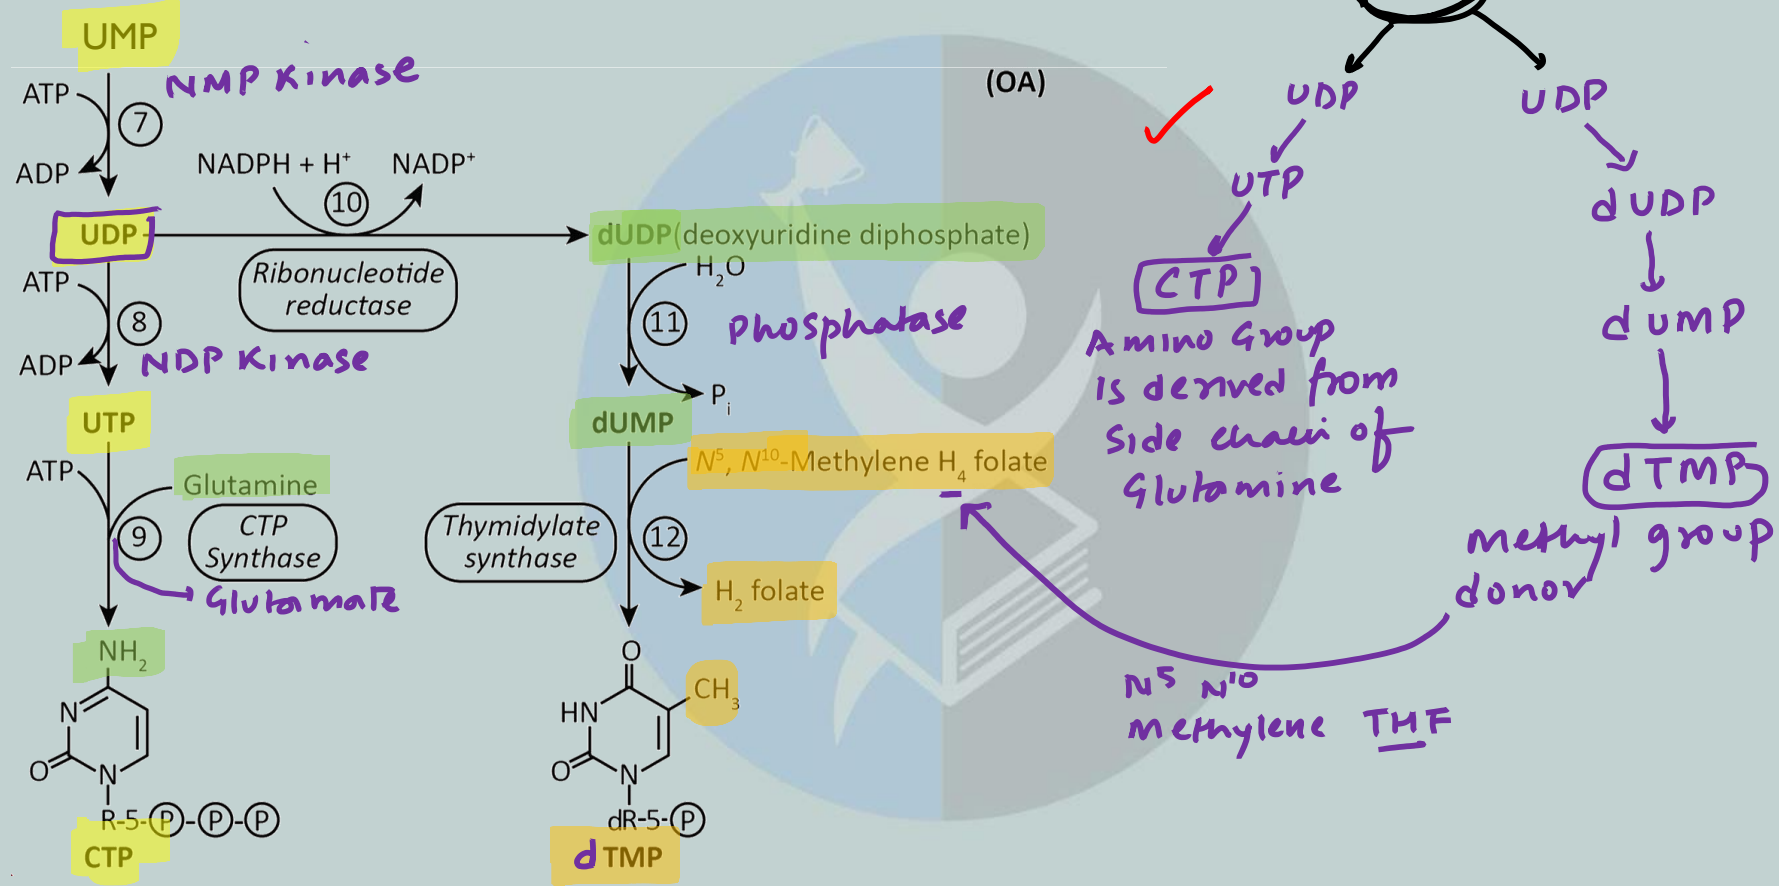 UMP
NMP Kinase
ATP
7
ADP
NADPH + H⁺
NADP⁺
10
UDP
dUDP(deoxyuridine diphosphate)
Ribonucleotide
reductase
ATP
8
ADP
NDP Kinase
H₂O
11
Phosphatase
Pᵢ
UTP
dUMP
ATP
Glutamine
9
CTP
Synthase
Glutamate
N⁵, N¹⁰-Methylene H₄ folate
Thymidylate
synthase
12
H₂ folate
NH₂
N
O
N
R-5-P-P-P
CTP
O
HN
CH₃
O
N
dR-5-P
dTMP
(OA)
UDP
UTP
CTP
Amino Group
is derived from
Side chain of
Glutamine
UDP
dUDP
dUMP
dTMP
methyl group
donor
N⁵ N¹⁰
methylene THF